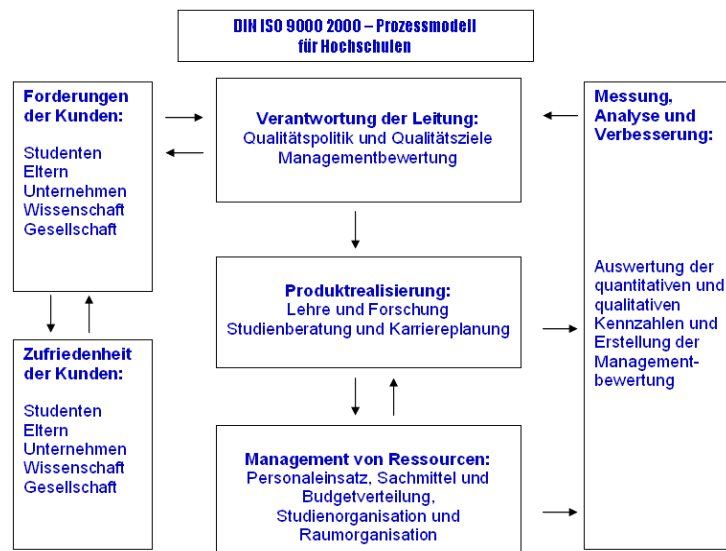 DIN ISO 9000 2000 – Prozessmodell
für Hochschulen
Forderungen
der Kunden:
Studenten
Eltern
Unternehmen
Wissenschaft
Gesellschaft
Verantwortung der Leitung:
Qualitätspolitik und Qualitätsziele
Managementbewertung
Messung,
Analyse und
Verbesserung:
Auswertung der
quantitativen und
qualitativen
Kennzahlen und
Erstellung der
Management-
bewertung
Produktrealisierung:
Lehre und Forschung
Studienberatung und Karriereplanung
Zufriedenheit
der Kunden:
Studenten
Eltern
Unternehmen
Wissenschaft
Gesellschaft
Management von Ressourcen:
Personaleinsatz, Sachmittel und
Budgetverteilung,
Studienorganisation und
Raumorganisation